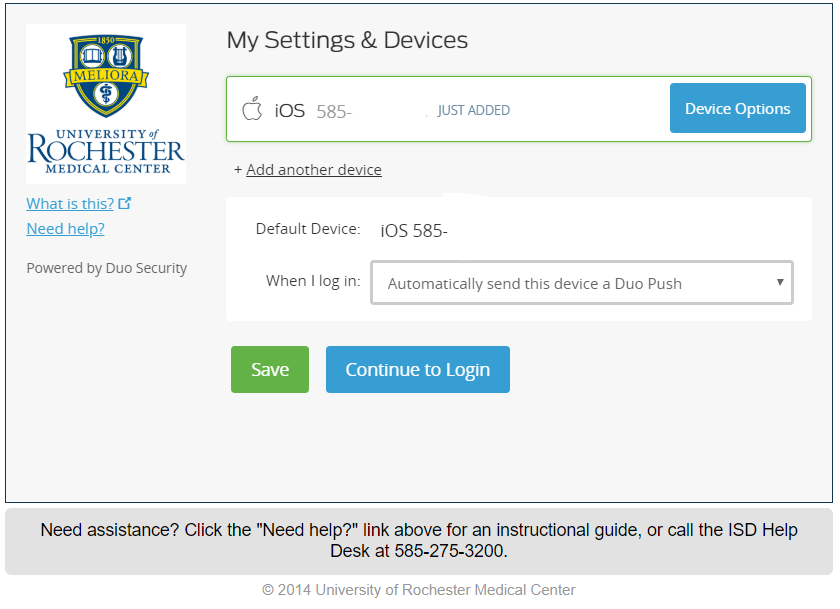 1850
MELIORA
UNIVERSITY of
ROCHESTER
MEDICAL CENTER
What is this?
Need help?
Powered by Duo Security
My Settings & Devices
iOS 585- JUST ADDED
Device Options
+ Add another device
Default Device: iOS 585-
When I log in: Automatically send this device a Duo Push
Save
Continue to Login
Need assistance? Click the "Need help?" link above for an instructional guide, or call the ISD Help
Desk at 585-275-3200.
© 2014 University of Rochester Medical Center